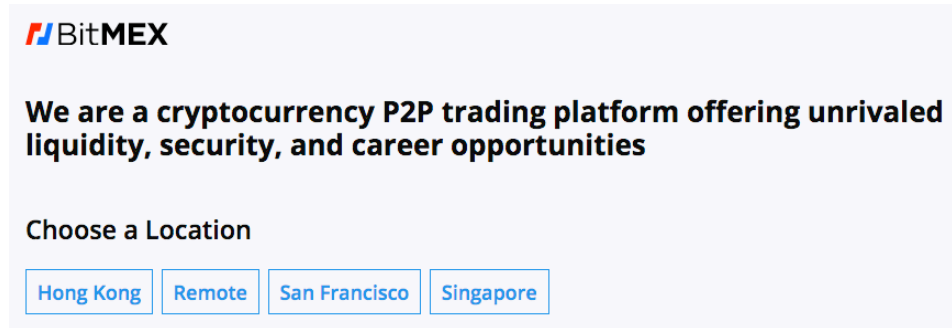 BitMEX
We are a cryptocurrency P2P trading platform offering unrivaled
liquidity, security, and career opportunities
Choose a Location
Hong Kong Remote San Francisco Singapore